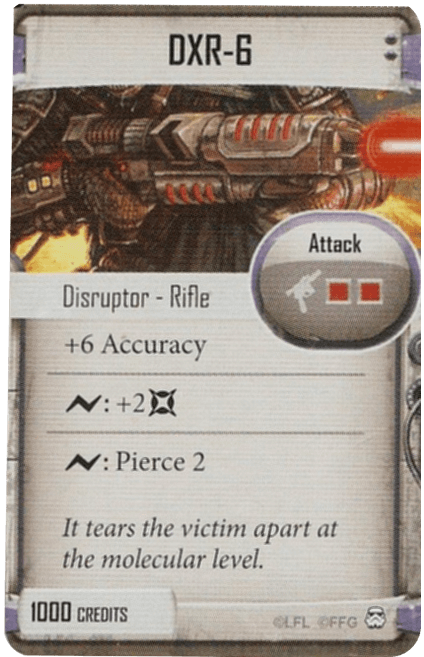 DXR-6
Attack
Disruptor - Rifle
+6 Accuracy
: +2
: Pierce 2
It tears the victim apart at
the molecular level.
1000 CREDITS
©LFL ©FFG